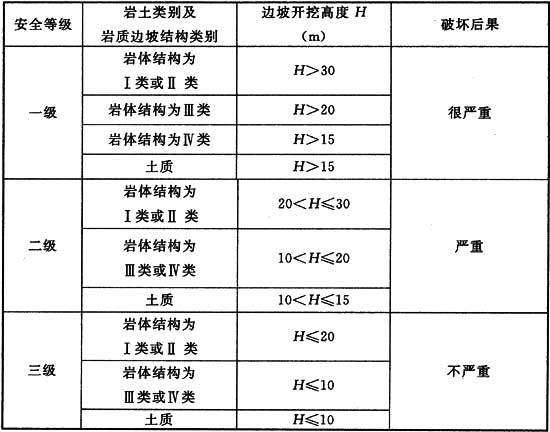 安全等级
岩土类别及
岩质边坡结构类别
边坡开挖高度 H
（m）
破坏后果
一级
岩体结构为
Ⅰ类或Ⅱ 类
H＞30
很严重
岩体结构为Ⅲ类
H＞20
岩体结构为Ⅳ类
H＞15
土质
H＞15
二级
岩体结构为
Ⅰ类或Ⅱ 类
20＜H≤30
严重
岩体结构为
Ⅲ类或Ⅳ类
10＜H≤20
土质
10＜H≤15
三级
岩体结构为
Ⅰ类或Ⅱ 类
H≤20
不严重
岩体结构为
Ⅲ类或Ⅳ类
H≤10
土质
H≤10